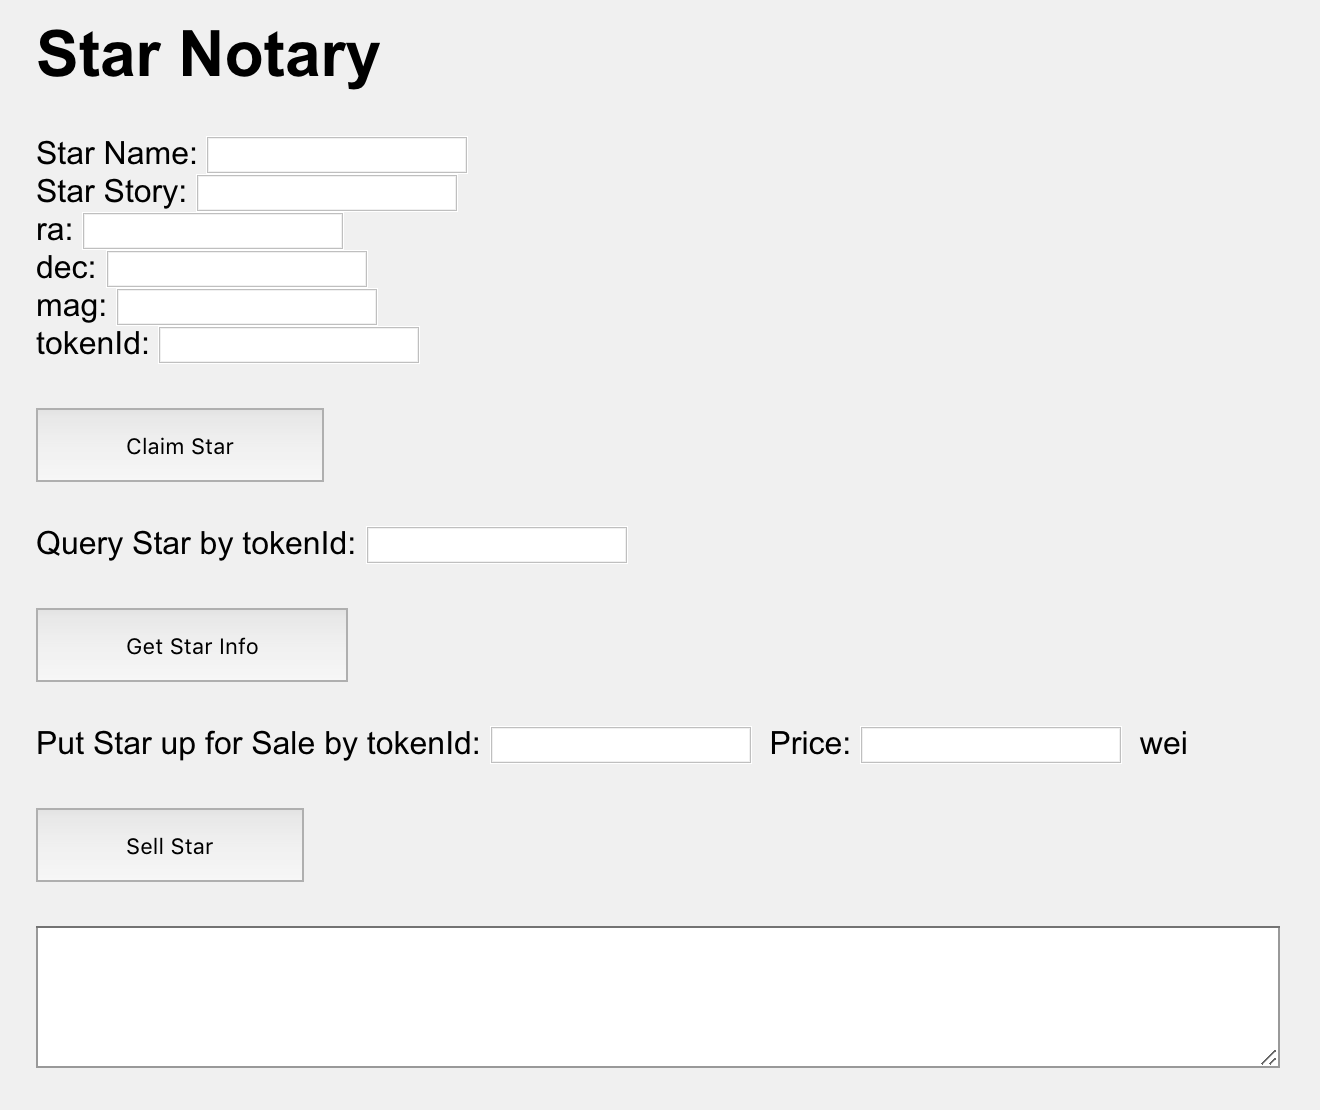 Star Notary
Star Name:
Star Story:
ra:
dec:
mag:
tokenId:
Claim Star
Query Star by tokenId:
Get Star Info
Put Star up for Sale by tokenId: Price: wei
Sell Star